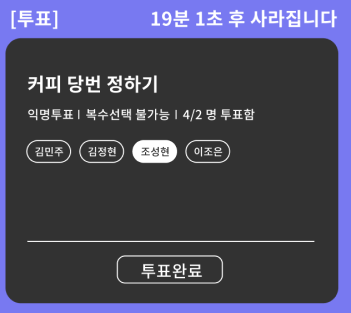 [투표] 19분 1초 후 사라집니다
커피 당번 정하기
익명투표 | 복수선택 불가능 | 4/2 명 투표함
김민주 김정현 조성현 이조은
투표완료